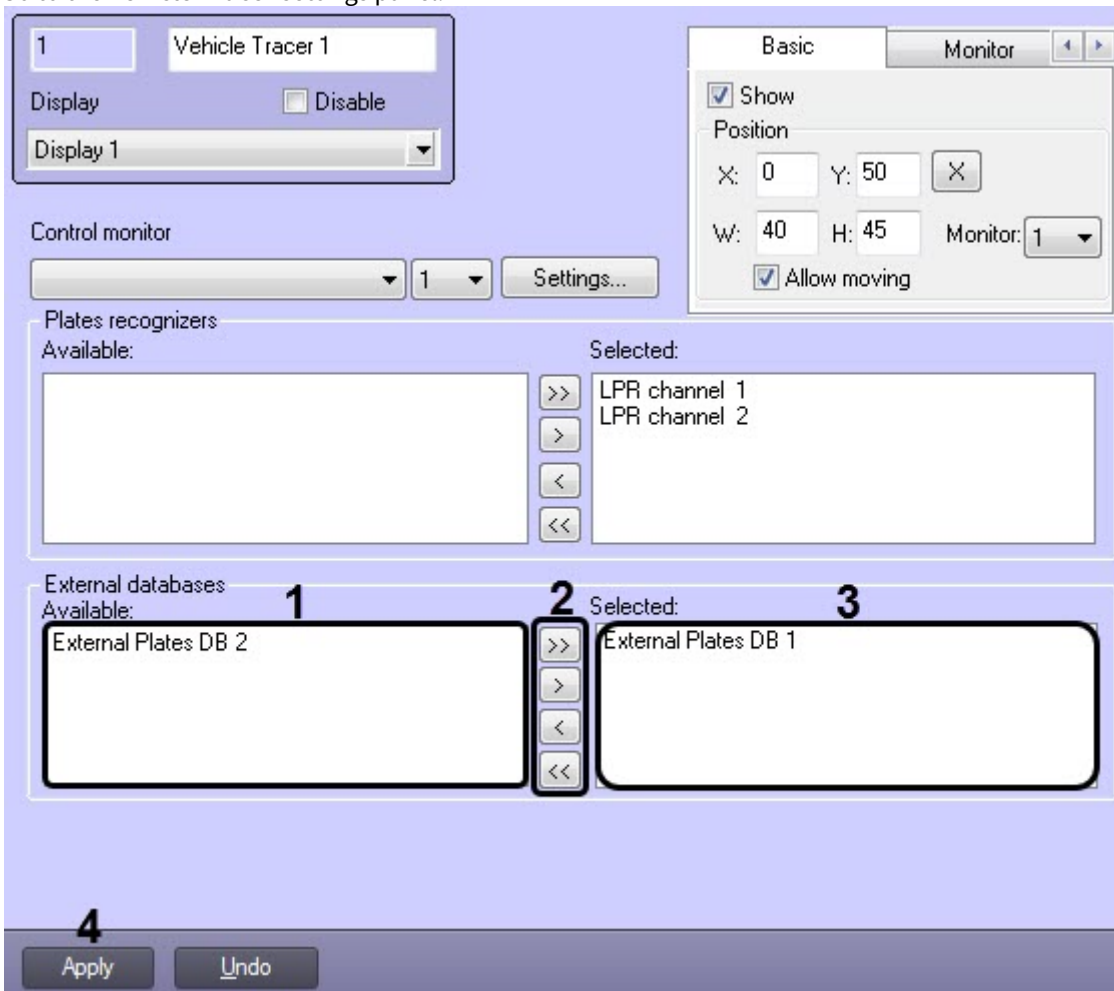 1 Vehicle Tracer 1
Display Disable
Display 1
Basic Monitor
Show
Position
X: 0 Y: 50 X
W: 40 H: 45 Monitor: 1
Allow moving
Control monitor
1 Settings...
Plates recognizers
Available: Selected:
>> LPR channel 1
> LPR channel 2
<
<<
External databases
Available: 1 2 Selected: 3
External Plates DB 2 >> External Plates DB 1
>
<
<<
4
Apply Undo